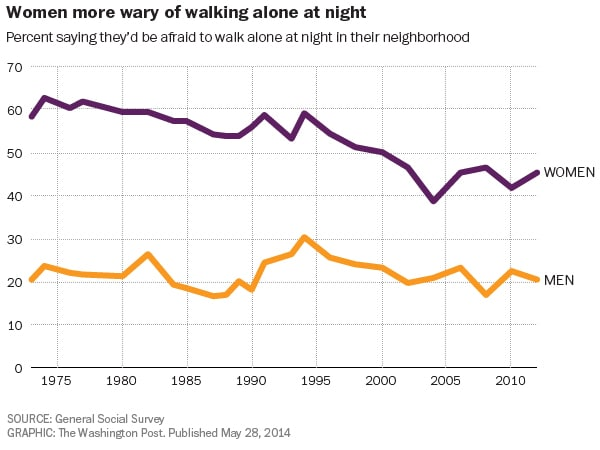 Women more wary of walking alone at night
Percent saying they'd be afraid to walk alone at night in their neighborhood
70
60
50
40
30
20
10
0
WOMEN
MEN
1975 1980 1985 1990 1995 2000 2005 2010
SOURCE: General Social Survey
GRAPHIC: The Washington Post. Published May 28, 2014